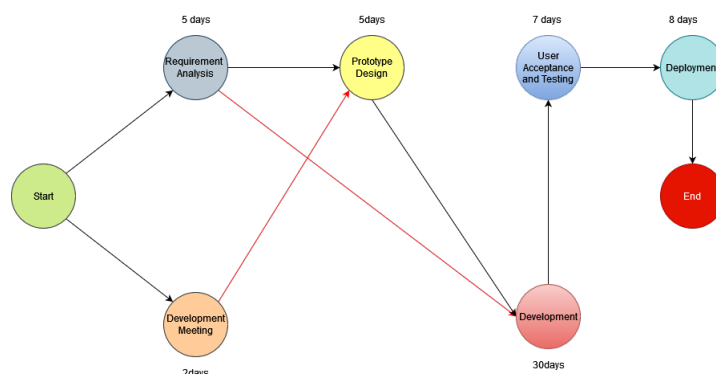 5 days
5days
7 days
8 days
Requirement
Analysis
Prototype
Design
User
Acceptance
and Testing
Deployment
Start
End
Development
Meeting
Development
2days
30days